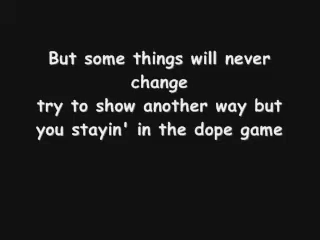 But some things will never
change
try to show another way but
you stayin' in the dope game